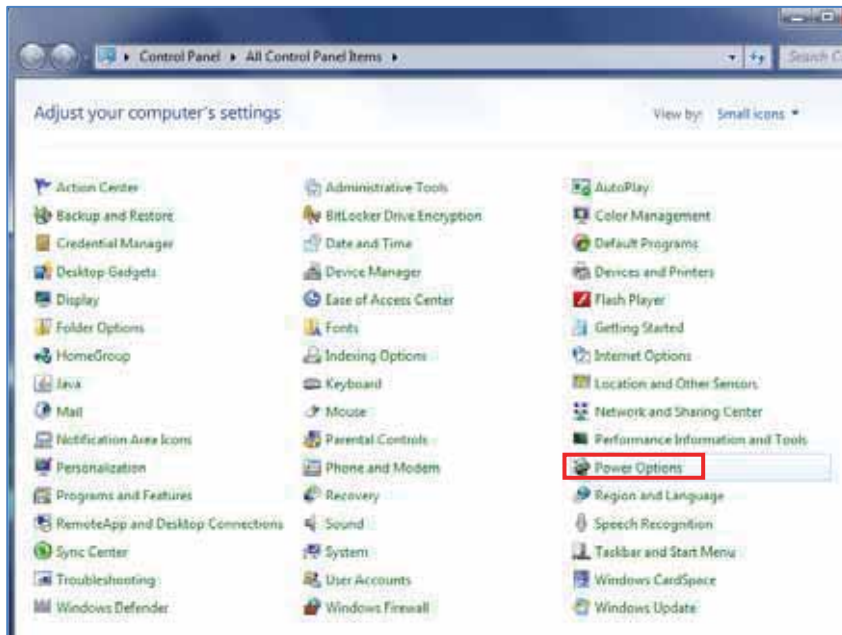 Control Panel ▸ All Control Panel Items ▸
Search C
Adjust your computer's settings
View by: Small icons
Action Center
Administrative Tools
AutoPlay
Backup and Restore
BitLocker Drive Encryption
Color Management
Credential Manager
Date and Time
Default Programs
Desktop Gadgets
Device Manager
Devices and Printers
Display
Ease of Access Center
Flash Player
Folder Options
Fonts
Getting Started
HomeGroup
Indexing Options
Internet Options
Java
Keyboard
Location and Other Sensors
Mail
Mouse
Network and Sharing Center
Notification Area Icons
Parental Controls
Performance Information and Tools
Personalization
Phone and Modem
Power Options
Programs and Features
Recovery
Region and Language
RemoteApp and Desktop Connections
Sound
Speech Recognition
Sync Center
System
Taskbar and Start Menu
Troubleshooting
User Accounts
Windows CardSpace
Windows Defender
Windows Firewall
Windows Update